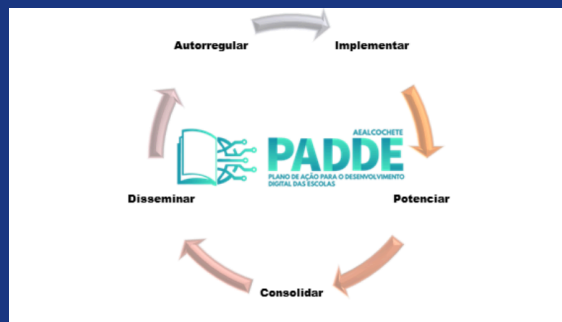 Autorregular
Implementar
AEALCOCHETE
PADDE
PLANO DE AÇÃO PARA O DESENVOLVIMENTO
DIGITAL DAS ESCOLAS
Disseminar
Potenciar
Consolidar